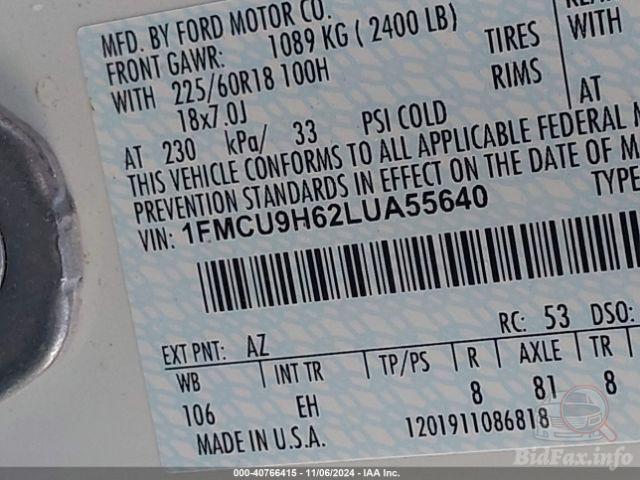 MFD. BY FORD MOTOR CO.
FRONT GAWR: 1089 KG ( 2400 LB)
WITH 225/60R18 100H TIRES WITH
18x7.0J RIMS
AT 230 kPa/ 33 PSI COLD AT
THIS VEHICLE CONFORMS TO ALL APPLICABLE FEDERAL M
PREVENTION STANDARDS IN EFFECT ON THE DATE OF MA
VIN: 1FMCU9H62LUA55640 TYPE
RC: 53 DSO:
EXT PNT: AZ
WB INT TR TP/PS R AXLE TR
106 EH 8 81 8
MADE IN U.S.A. 1201911086818
BidFax.info
000-40766415 - 11/06/2024 - IAA Inc.